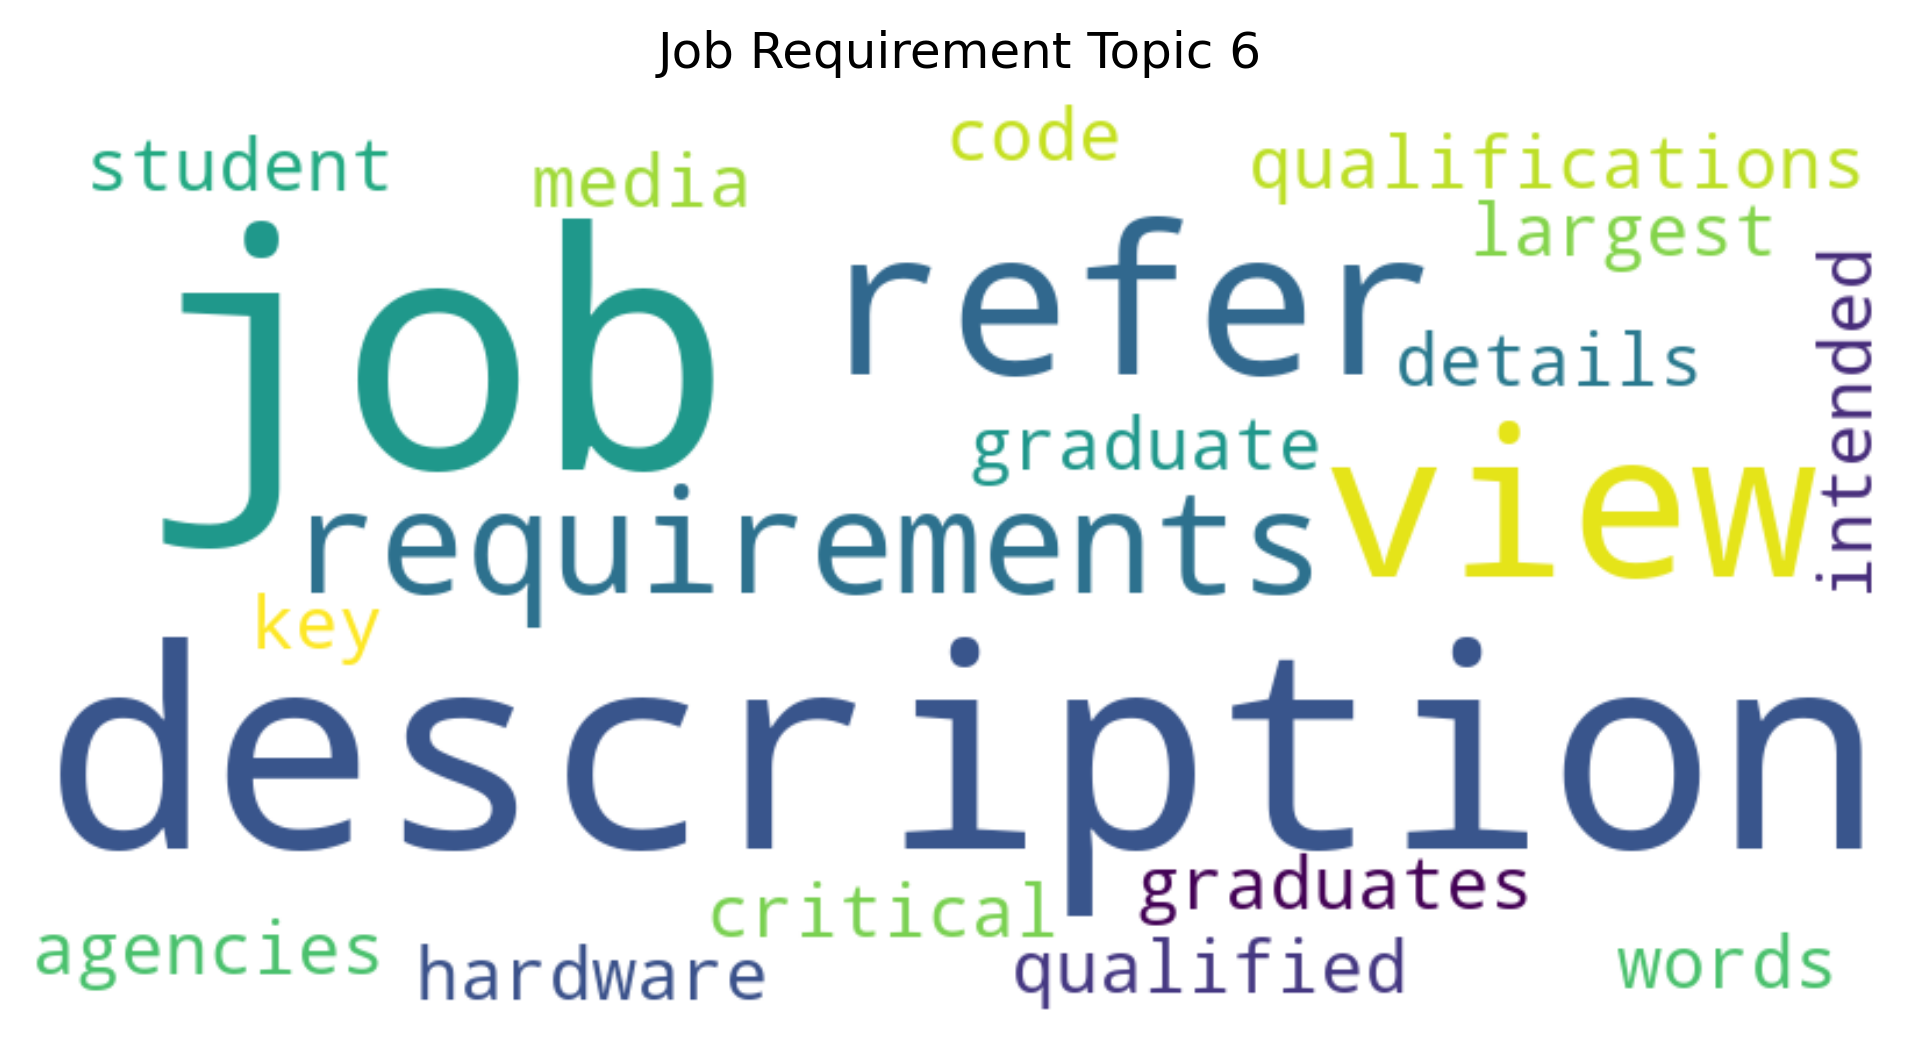 Job Requirement Topic 6
code
student
media
qualifications
largest
job
refer
details
intended
graduate
view
requirements
key
description
graduates
critical
agencies
hardware
qualified
words